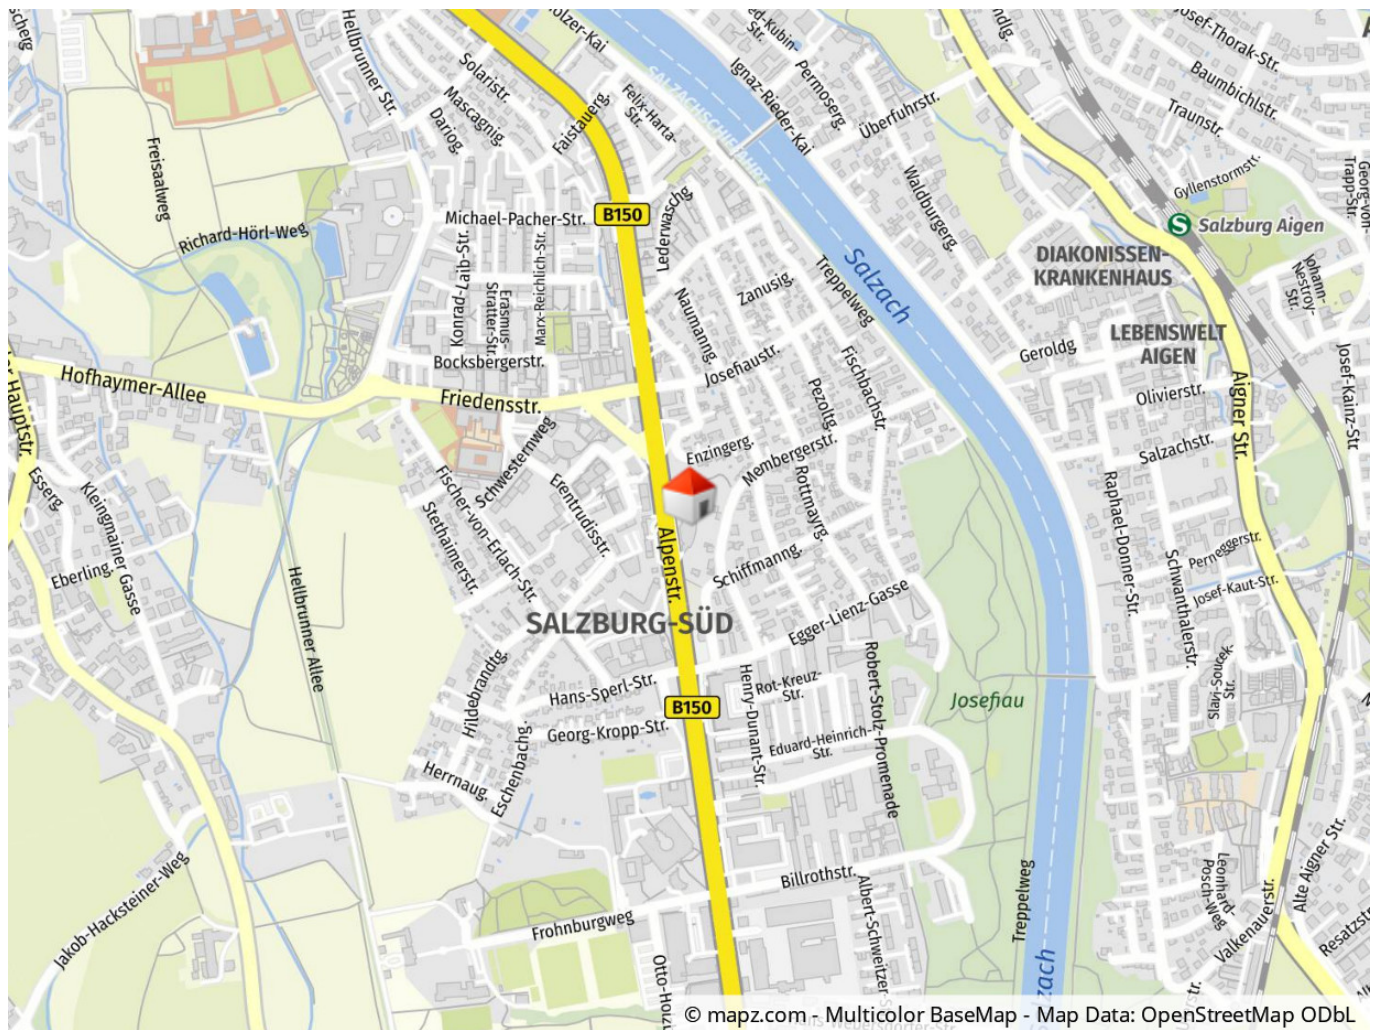 Hellbrunner Str.
Solaristr.
Mascagnig.
Dariog.
Faistauerg.
Felix-Harta-
Str.
Ignaz-Rieder-Kai
Permoserg.
Überfuhrstr.
Josef-Thorak-Str.
Baumbichlstr.
Traunstr.
Gyllenstormstr.
SALZACHSCHIFFFAHRT
Freisaalweg
Richard-Hörl-Weg
Michael-Pacher-Str.
B150
Lederwaschg.
Waldburgerg.
Salzburg Aigen
DIAKONISSEN-
KRANKENHAUS
Johann-
Nestroy-
Str.
Konrad-Laib-Str.
Erasmus-
Stratter-Str.
Marx-Reichlich-Str.
Zanusig.
Treppelweg
Salzach
Naumanng.
Josefiaustr.
Fischbachstr.
Pezoltg.
LEBENSWELT
AIGEN
Geroldg.
Olivierstr.
Aigner Str.
Josef-Kainz-Str.
Bocksbergerstr.
Hofhaymer-Allee
Friedensstr.
Enzingerg.
Membergerstr.
Rottmayrg.
Salzachstr.
Esserg.
Kleingmainer Gasse
Eberling.
Schwesternweg
Fischer-von-Erlach-Str.
Stethaimerstr.
Erentrudisstr.
Alpenstr.
Schiffmanng.
Egger-Lienz-Gasse
Raphael-Donner-Str.
Schwanthalerstr.
Perneggerstr.
Josef-Kaut-Str.
Hellbrunner Allee
SALZBURG-SÜD
Slavi-Soucek-
Str.
Hildebrandtg.
Hans-Sperl-Str.
Henry-Dunant-Str.
Rot-Kreuz-
Str.
Robert-Stolz-Promenade
Josefiau
B150
Georg-Kropp-Str.
Eduard-Heinrich-
Str.
Herrnaug.
Eschenbachg.
Billrothstr.
Albert-Schweitzer-
Treppelweg
Leonhard-
Posch-Weg
Alte Aigner Str.
Valkenauerstr.
Jakob-Hacksteiner-Weg
Frohnburgweg
© mapz.com - Multicolor BaseMap - Map Data: OpenStreetMap ODbL